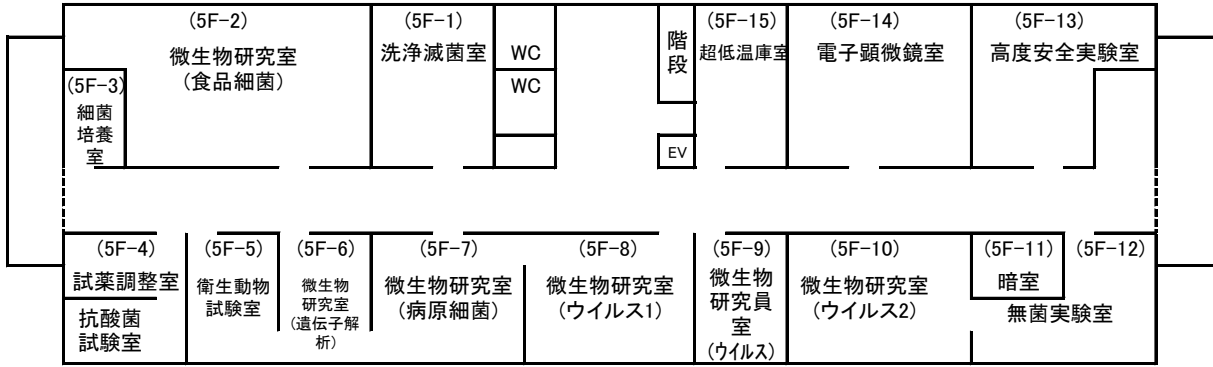 (5F-2)
微生物研究室
(食品細菌)
(5F-3)
細菌
培養
室
(5F-1)
洗浄滅菌室
WC
WC
階
段
EV
(5F-15)
超低温庫室
(5F-14)
電子顕微鏡室
(5F-13)
高度安全実験室
(5F-4)
試薬調整室
抗酸菌
試験室
(5F-5)
衛生動物
試験室
(5F-6)
微生物
研究室
(遺伝子解
析)
(5F-7)
微生物研究室
(病原細菌)
(5F-8)
微生物研究室
(ウイルス1)
(5F-9)
微生物
研究員
室
(ウイルス)
(5F-10)
微生物研究室
(ウイルス2)
(5F-11)
暗室
(5F-12)
無菌実験室